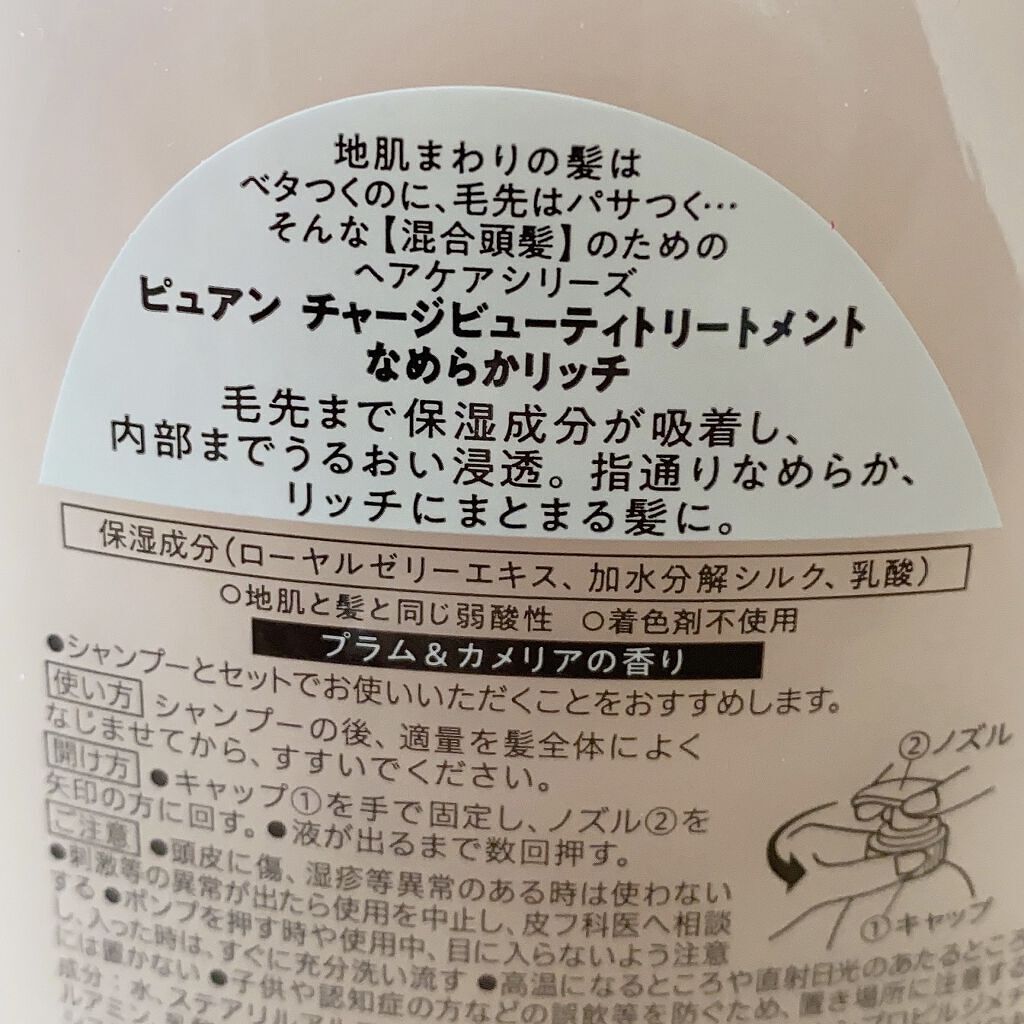 地肌まわりの髪は
ベタつくのに、毛先はパサつく…
そんな【混合頭髪】のための
ヘアケアシリーズ
ピュアン チャージビューティトリートメント
なめらかリッチ
毛先まで保湿成分が吸着し、
内部までうるおい浸透。指通りなめらか、
リッチにまとまる髪に。
保湿成分(ローヤルゼリーエキス、加水分解シルク、乳酸)
○地肌と髪と同じ弱酸性 ○着色剤不使用
プラム&カメリアの香り
●シャンプーとセットでお使いいただくことをおすすめします。
使い方 シャンプーの後、適量を髪全体によく
なじませてから、すすいでください。
開け方 ●キャップ①を手で固定し、ノズル②を
矢印の方に回す。●液が出るまで数回押す。
②ノズル
①キャップ
ご注意 ●頭皮に傷、湿疹等異常のある時は使わない
●刺激等の異常が出たら使用を中止し、皮フ科医へ相談
する ●ポンプを押す時や使用中、目に入らないよう注意
し、入った時は、すぐに充分洗い流す ●高温になるところや直射日光のあたるところ
には置かない ●子供や認知症の方などの誤飲等を防ぐため、置き場所に注意する
成分:水、ステアリルアル
ルアミン、乳